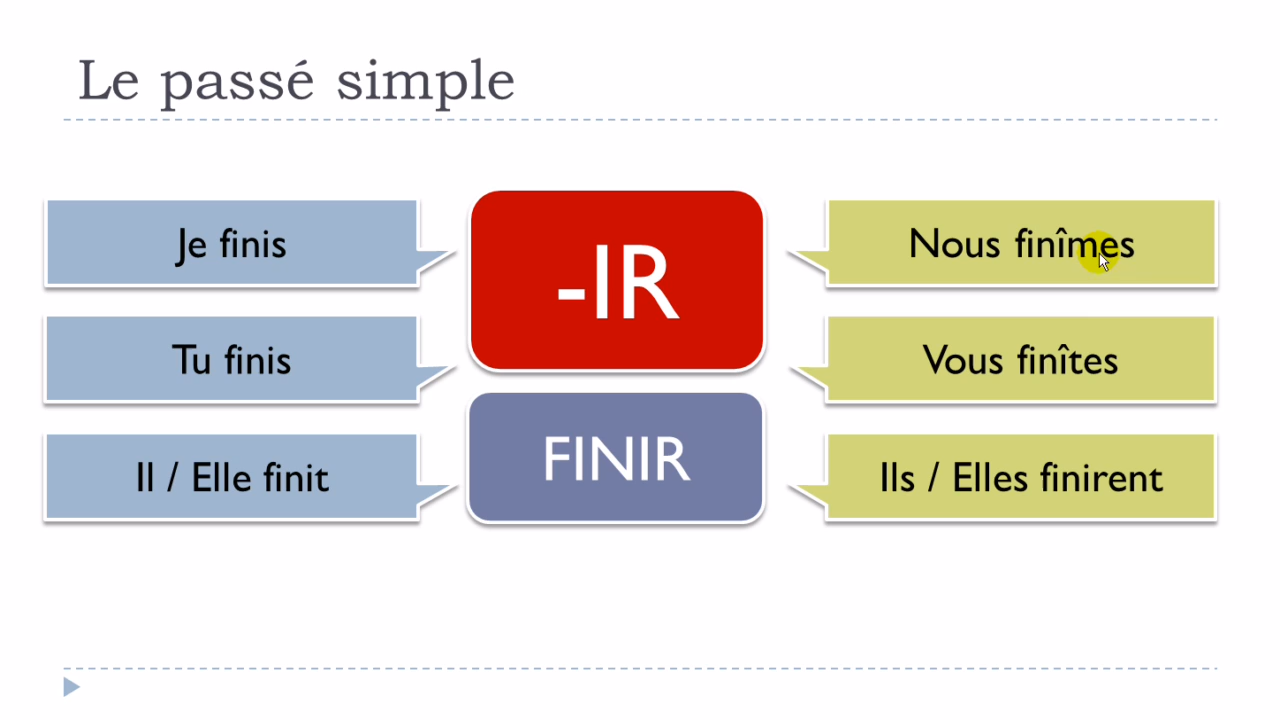 Le passé simple
Je finis
Tu finis
Il / Elle finit
-IR
FINIR
Nous finîmes
Vous finîtes
Ils / Elles finirent